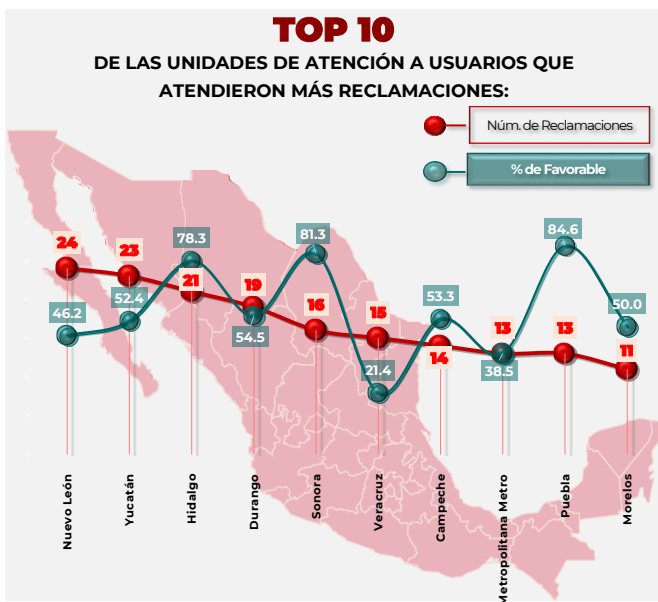 TOP 10
DE LAS UNIDADES DE ATENCIÓN A USUARIOS QUE
ATENDIERON MÁS RECLAMACIONES:
Núm. de Reclamaciones
% de Favorable
24
23
21
19
16
15
14
13
13
11
46.2
52.4
78.3
54.5
81.3
21.4
53.3
38.5
84.6
50.0
Nuevo León
Yucatán
Hidalgo
Durango
Sonora
Veracruz
Campeche
Metropolitana Metro
Puebla
Morelos